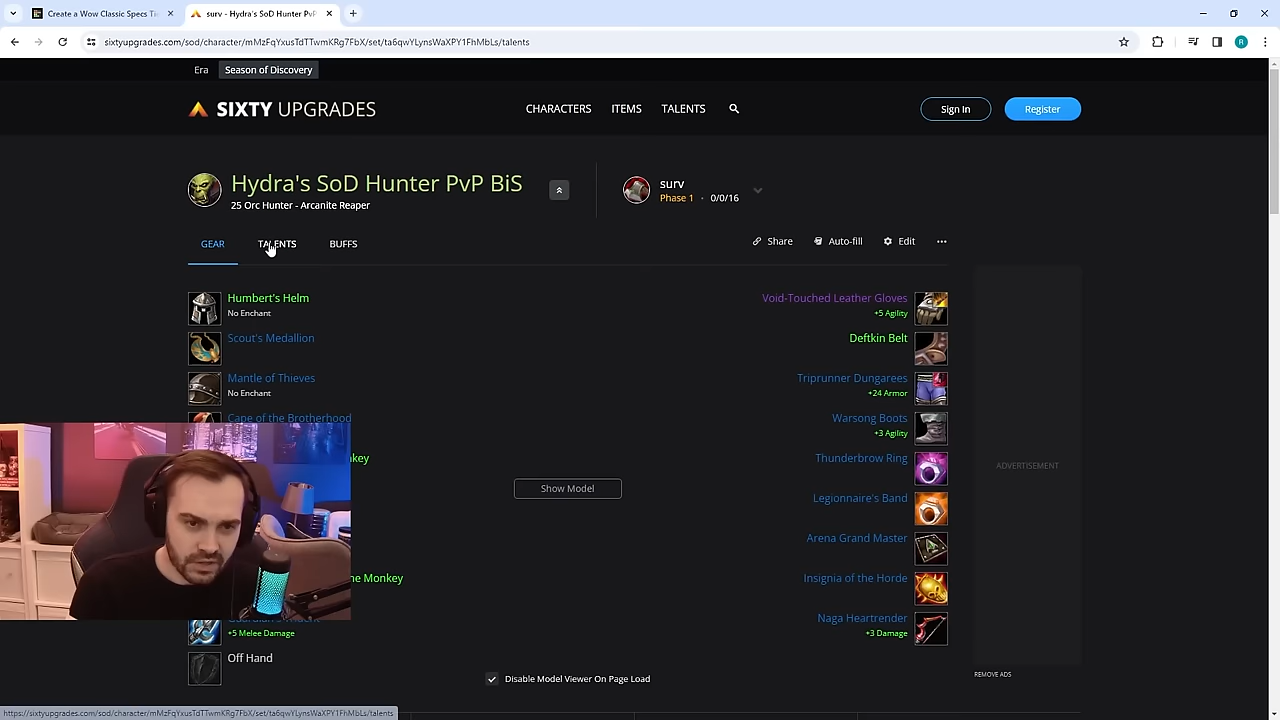 Create a Wow Classic Specs Tie
surv - Hydra's SoD Hunter PvP
sixtyupgrades.com/sod/character/mMzFqYxusTdTTwmKRg7FbX/set/ta6qwYLynsWaXPY1FhMbLs/talents
R
Era
Season of Discovery
SIXTY UPGRADES
CHARACTERS
ITEMS
TALENTS
Sign In
Register
Hydra's SoD Hunter PvP BiS
25 Orc Hunter - Arcanite Reaper
surv
Phase 1 · 0/0/16
GEAR
TALENTS
BUFFS
Share
Auto-fill
Edit
Humbert's Helm
No Enchant
Scout's Medallion
Mantle of Thieves
No Enchant
Cape of the Brotherhood
nkey
he Monkey
+5 Melee Damage
Off Hand
Void-Touched Leather Gloves
+5 Agility
Deftkin Belt
Triprunner Dungarees
+24 Armor
Warsong Boots
+3 Agility
Thunderbrow Ring
Legionnaire's Band
Arena Grand Master
Insignia of the Horde
Naga Heartrender
+3 Damage
Show Model
Disable Model Viewer On Page Load
ADVERTISEMENT
REMOVE ADS
https://sixtyupgrades.com/sod/character/mMzFqYxusTdTTwmKRg7FbX/set/ta6qwYLynsWaXPY1FhMbLs/talents